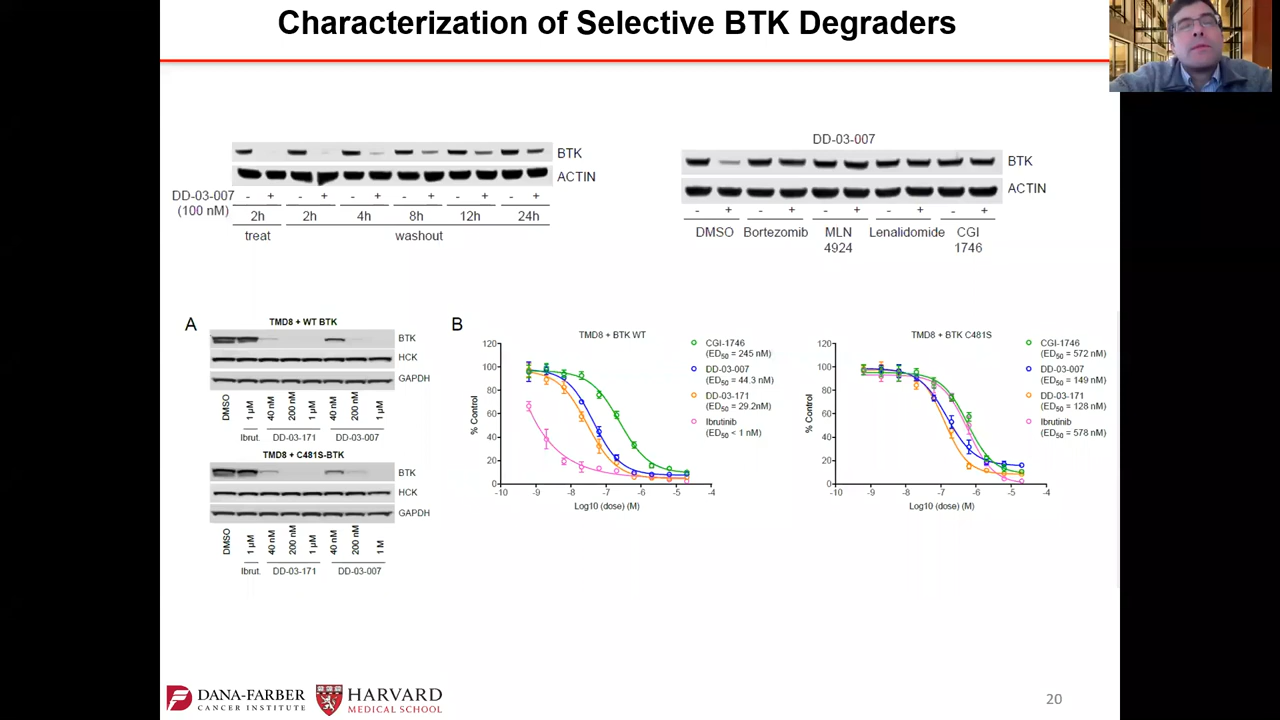 Characterization of Selective BTK Degraders
BTK
ACTIN
DD-03-007
(100 nM)
- + - + - + - + - + - +
2h 2h 4h 8h 12h 24h
treat washout
DD-03-007
BTK
ACTIN
- + - + - + - + - +
DMSO Bortezomib MLN 4924 Lenalidomide CGI 1746
A
TMD8 + WT BTK
BTK
HCK
GAPDH
DMSO 1 µM 40 nM 200 nM 1 µM 40 nM 200 nM 1 µM
Ibrut. DD-03-171 DD-03-007
TMD8 + C481S-BTK
BTK
HCK
GAPDH
DMSO 1 µM 40 nM 200 nM 1 µM 40 nM 200 nM 1 M
Ibrut. DD-03-171 DD-03-007
B
TMD8 + BTK WT
% Control
120
100
80
60
40
20
0
-10 -9 -8 -7 -6 -5 -4
Log10 (dose) (M)
CGI-1746
(ED50 = 245 nM)
DD-03-007
(ED50 = 44.3 nM)
DD-03-171
(ED50 = 29.2nM)
Ibrutinib
(ED50 < 1 nM)
TMD8 + BTK C481S
% Control
120
100
80
60
40
20
0
-10 -9 -8 -7 -6 -5 -4
Log10 (dose) (M)
CGI-1746
(ED50 = 572 nM)
DD-03-007
(ED50 = 149 nM)
DD-03-171
(ED50 = 128 nM)
Ibrutinib
(ED50 = 578 nM)
DANA-FARBER
CANCER INSTITUTE
HARVARD
MEDICAL SCHOOL
20